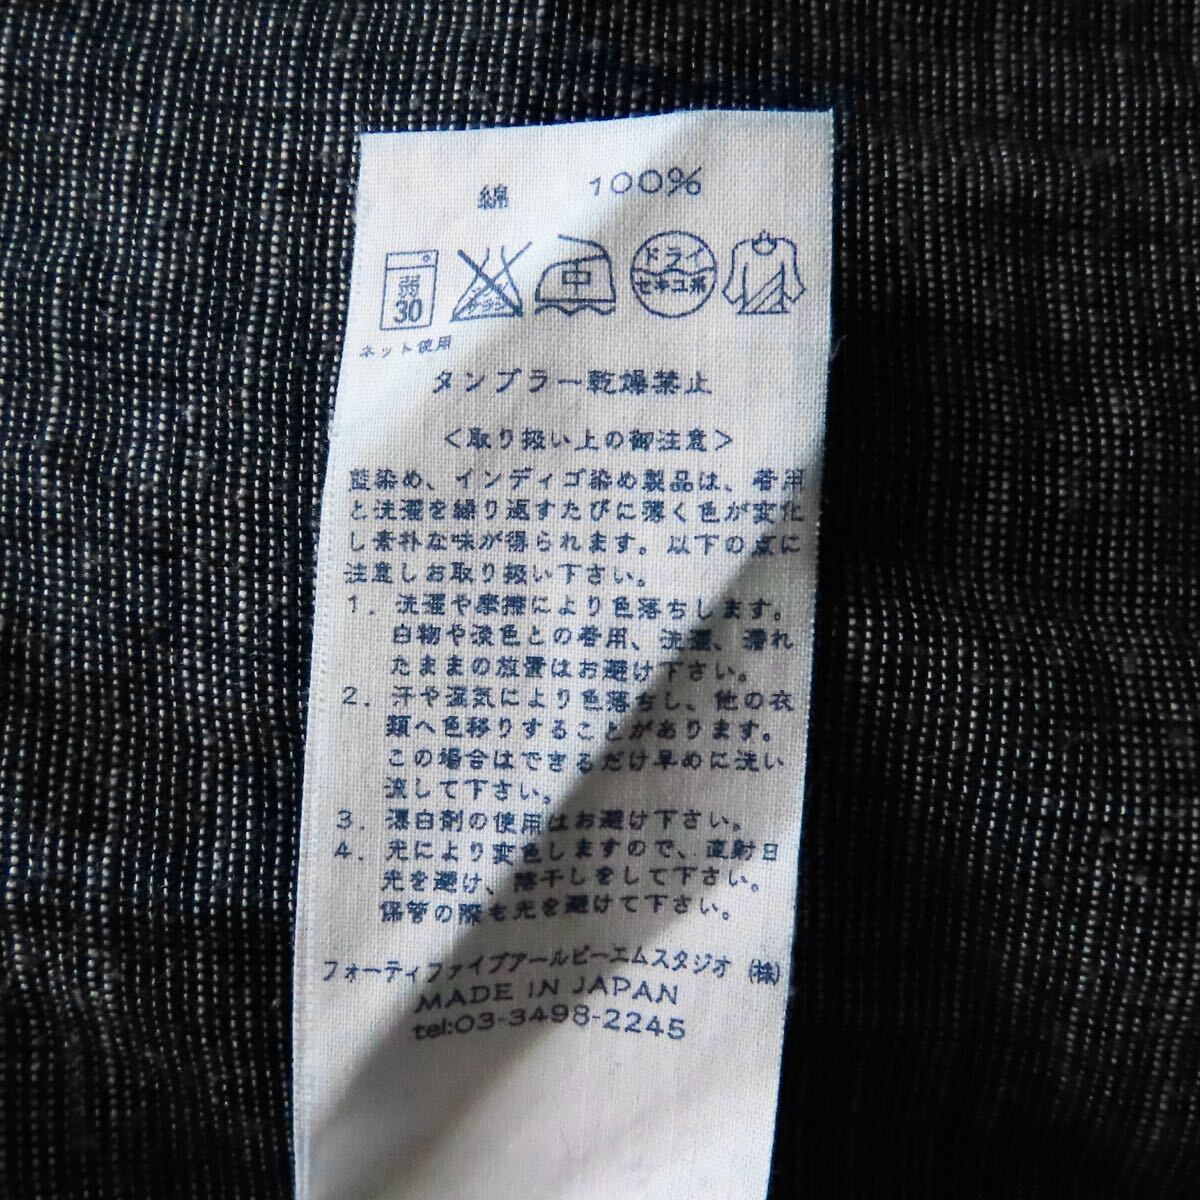 綿 100%
弱 30 エンソサラシ 中 ドライ セキユ系
ネット使用
タンブラー乾燥禁止
＜取り扱い上の御注意＞
藍染め、インディゴ染め製品は、着用
と洗濯を繰り返すたびに薄く色が変化
し素朴な味が得られます。以下の点に
注意しお取り扱い下さい。
1．洗濯や摩擦により色落ちします。
白物や淡色との着用、洗濯、濡れ
たままの放置はお避け下さい。
2．汗や湿気により色落ちし、他の衣
類へ色移りすることがあります。
この場合はできるだけ早めに洗い
流して下さい。
3．漂白剤の使用はお避け下さい。
4．光により変色しますので、直射日
光を避け、陰干しをして下さい。
保管の際も光を避けて下さい。
フォーティファイブアールピーエムスタジオ（株）
MADE IN JAPAN
tel:03-3498-2245